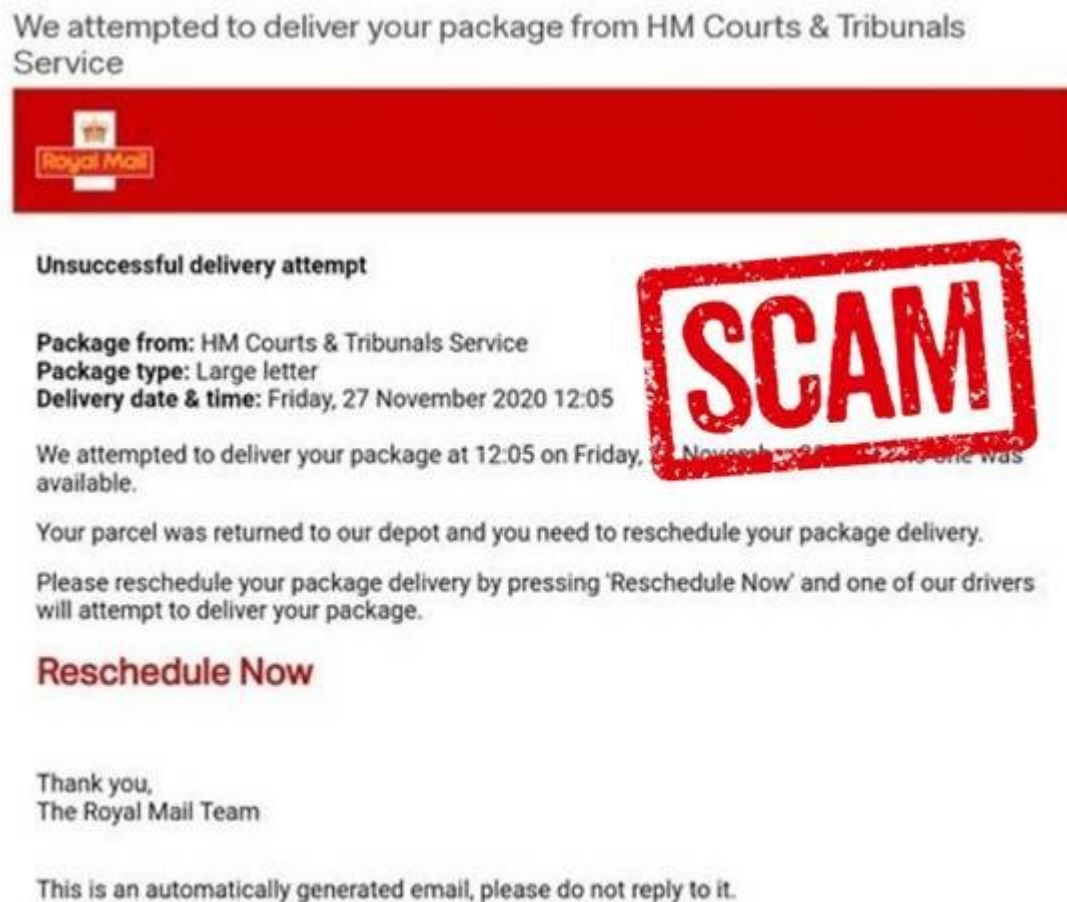 We attempted to deliver your package from HM Courts & Tribunals
Service
Royal Mail
Unsuccessful delivery attempt
SCAM
Package from: HM Courts & Tribunals Service
Package type: Large letter
Delivery date & time: Friday, 27 November 2020 12:05
We attempted to deliver your package at 12:05 on Friday, November one was
available.
Your parcel was returned to our depot and you need to reschedule your package delivery.
Please reschedule your package delivery by pressing 'Reschedule Now' and one of our drivers
will attempt to deliver your package.
Reschedule Now
Thank you,
The Royal Mail Team
This is an automatically generated email, please do not reply to it.